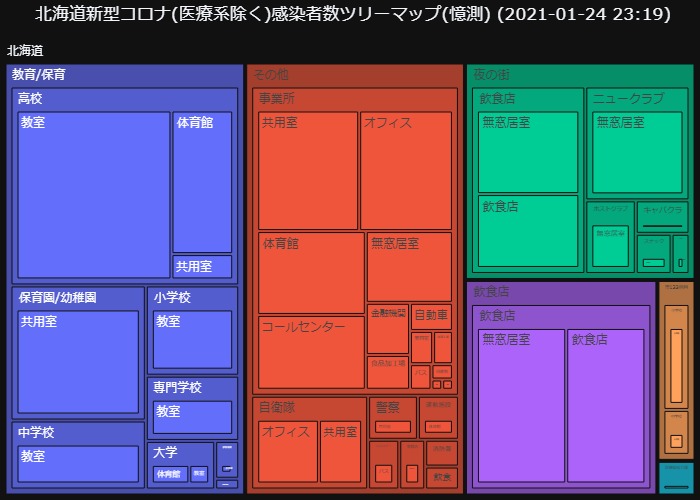 北海道新型コロナ(医療系除く)感染者数ツリーマップ(憶測) (2021-01-24 23:19)
北海道
教育/保育
高校
教室
体育館
共用室
保育園/幼稚園
共用室
小学校
教室
専門学校
教室
中学校
教室
大学
体育館
教室
その他
事業所
共用室
オフィス
体育館
無窓居室
コールセンター
金融機関
自動車
食品加工場
バス
自衛隊
オフィス
共用室
警察
バス
飲食
夜の街
飲食店
無窓居室
飲食店
ニュークラブ
無窓居室
ホストクラブ
無窓居室
キャバクラ
スナック
飲食店
飲食店
無窓居室
飲食店